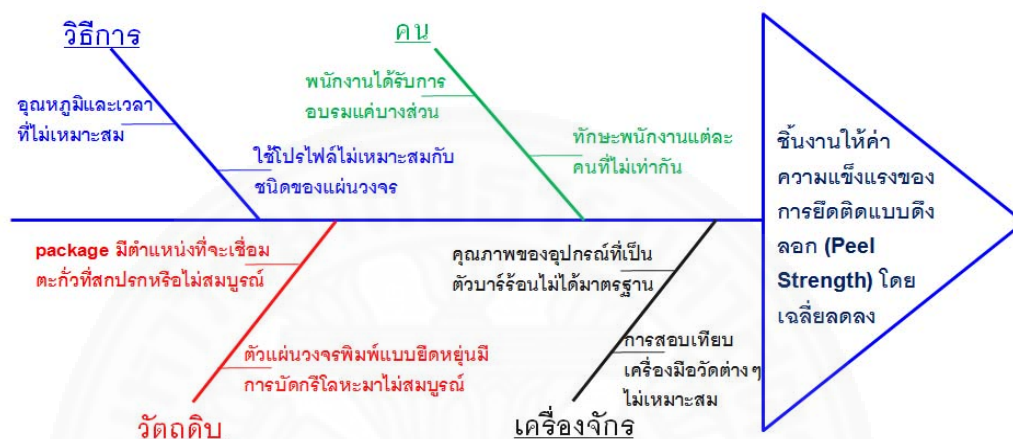 วิธีการ
คน
อุณหภูมิและเวลา
ที่ไม่เหมาะสม
ใช้โปรไฟล์ไม่เหมาะสมกับ
ชนิดของแผ่นวงจร
พนักงานได้รับการ
อบรมแค่บางส่วน
ทักษะพนักงานแต่ละ
คนที่ไม่เท่ากัน
package มีตำแหน่งที่จะเชื่อม
ตะกั่วที่สกปรกหรือไม่สมบูรณ์
ตัวแผ่นวงจรพิมพ์แบบยืดหยุ่นมี
การบัดกรีโลหะมาไม่สมบูรณ์
วัตถุดิบ
คุณภาพของอุปกรณ์ที่เป็น
ตัวบาร์ร้อนไม่ได้มาตรฐาน
การสอบเทียบ
เครื่องมือวัดต่างๆ
ไม่เหมาะสม
เครื่องจักร
ชิ้นงานให้ค่า
ความแข็งแรงของ
การยึดติดแบบดึง
ลอก (Peel
Strength) โดย
เฉลี่ยลดลง